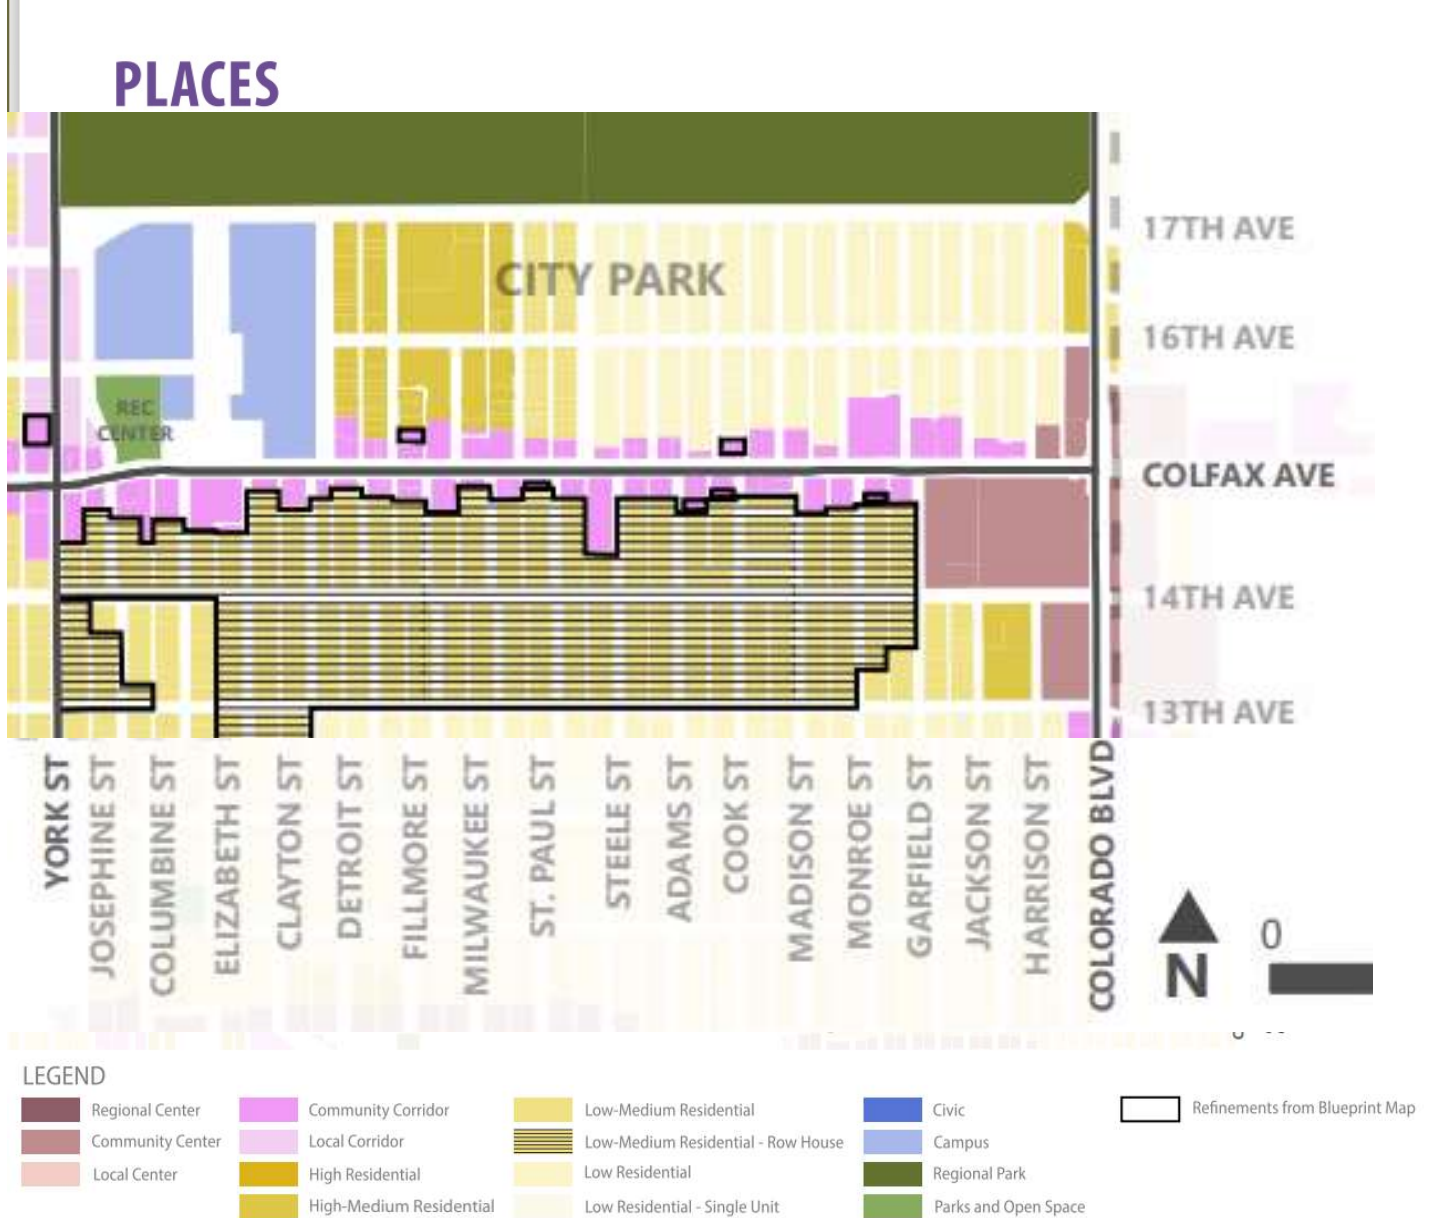 PLACES
17TH AVE
CITY PARK
16TH AVE
REC
CENTER
COLFAX AVE
14TH AVE
13TH AVE
YORK ST
JOSEPHINE ST
COLUMBINE ST
ELIZABETH ST
CLAYTON ST
DETROIT ST
FILLMORE ST
MILWAUKEE ST
ST. PAUL ST
STEELE ST
ADAMS ST
COOK ST
MADISON ST
MONROE ST
GARFIELD ST
JACKSON ST
HARRISON ST
COLORADO BLVD
N
0
LEGEND
Regional Center
Community Center
Local Center
Community Corridor
Local Corridor
High Residential
High-Medium Residential
Low-Medium Residential
Low-Medium Residential - Row House
Low Residential
Low Residential - Single Unit
Civic
Campus
Regional Park
Parks and Open Space
Refinements from Blueprint Map